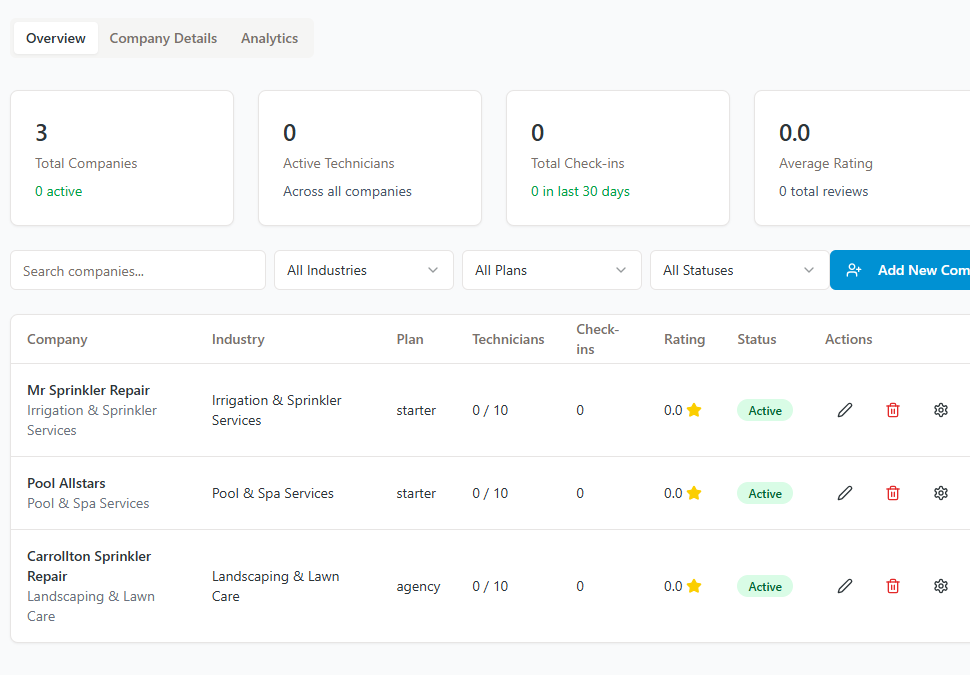 Overview Company Details Analytics
3 0 0 0.0
Total Companies Active Technicians Total Check-ins Average Rating
0 active Across all companies 0 in last 30 days 0 total reviews
Search companies... All Industries All Plans All Statuses Add New Com
Company Industry Plan Technicians Check-
ins Rating Status Actions
Mr Sprinkler Repair
Irrigation & Sprinkler
Services
Irrigation & Sprinkler
Services
starter 0 / 10 0 0.0 Active
Pool Allstars
Pool & Spa Services
Pool & Spa Services starter 0 / 10 0 0.0 Active
Carrollton Sprinkler
Repair
Landscaping & Lawn
Care
Landscaping & Lawn
Care
agency 0 / 10 0 0.0 Active